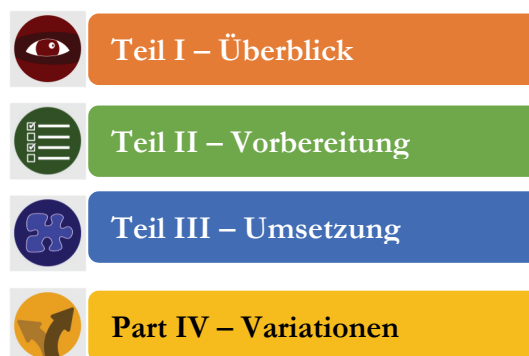 Teil I – Überblick
Teil II – Vorbereitung
Teil III – Umsetzung
Part IV – Variationen